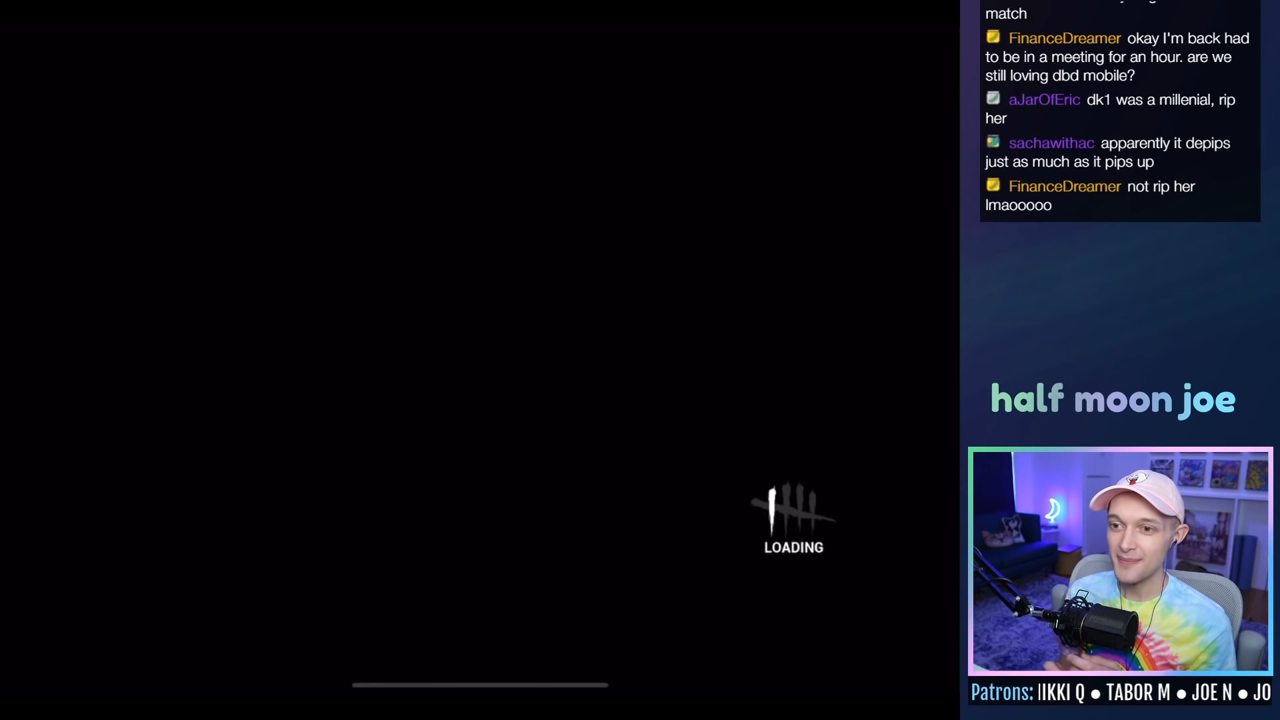 match
FinanceDreamer okay I'm back had
to be in a meeting for an hour. are we
still loving dbd mobile?
aJarOfEric dk1 was a millenial, rip
her
sachawithac apparently it depips
just as much as it pips up
FinanceDreamer not rip her
lmaooooo
half moon joe
LOADING
Patrons: IIKKI Q ● TABOR M ● JOE N ● JO